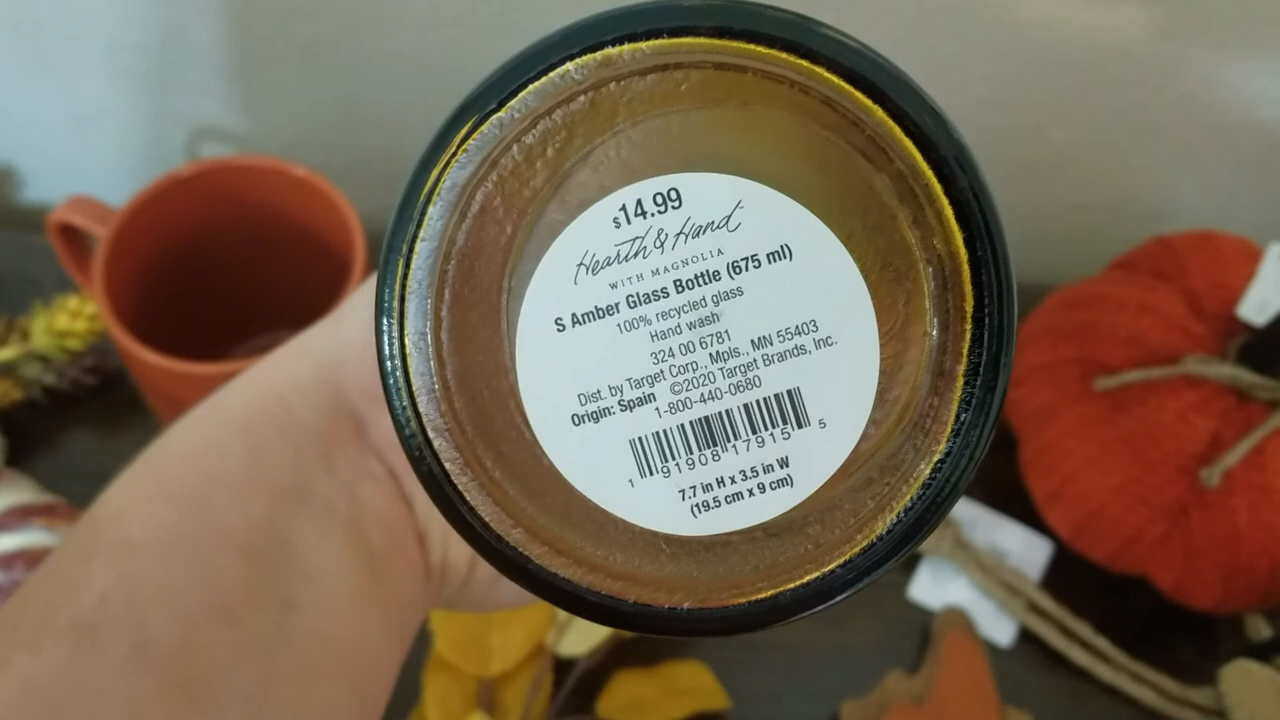 $14.99
Hearth & Hand
WITH MAGNOLIA
S Amber Glass Bottle (675 ml)
100% recycled glass
Hand wash
324 00 6781
Dist. by Target Corp., Mpls., MN 55403
Origin: Spain ©2020 Target Brands, Inc.
1-800-440-0680
1 91908 17915 5
7.7 in H x 3.5 in W
(19.5 cm x 9 cm)